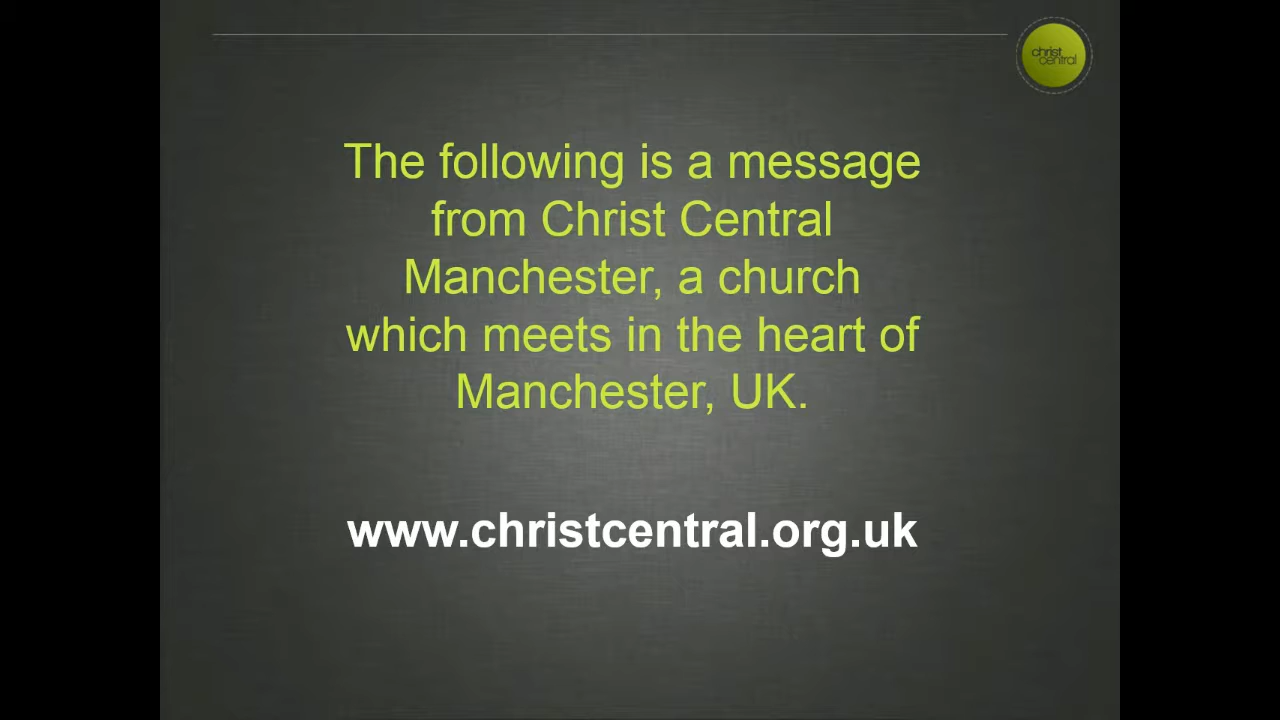 christ
central
The following is a message
from Christ Central
Manchester, a church
which meets in the heart of
Manchester, UK.
www.christcentral.org.uk